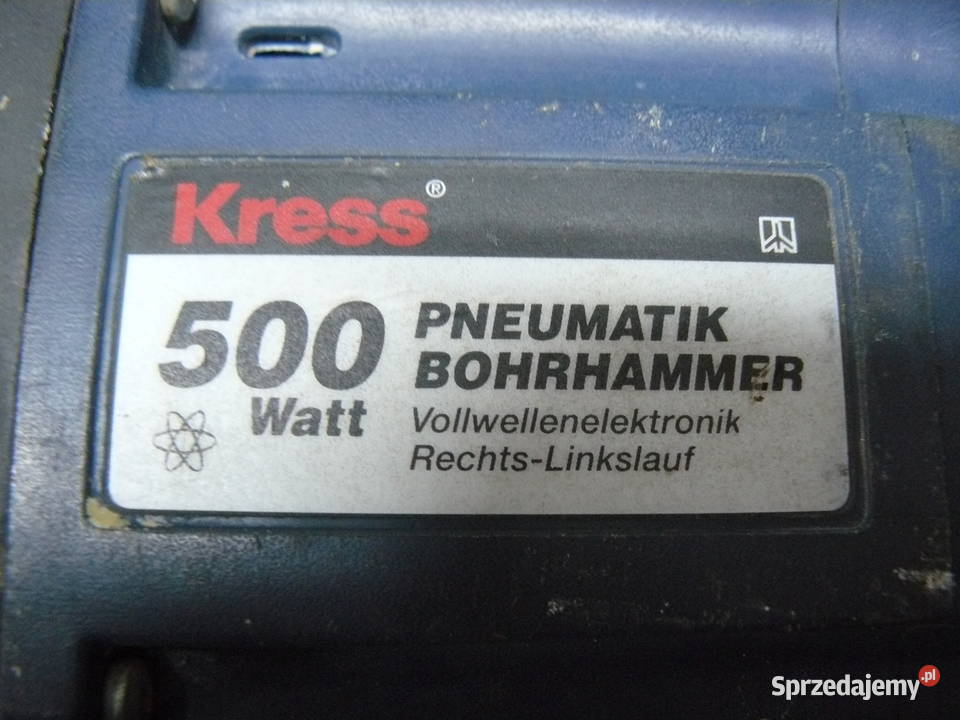 Kress®
500 Watt
PNEUMATIK
BOHRHAMMER
Vollwellenelektronik
Rechts-Linkslauf
Sprzedajemy.pl